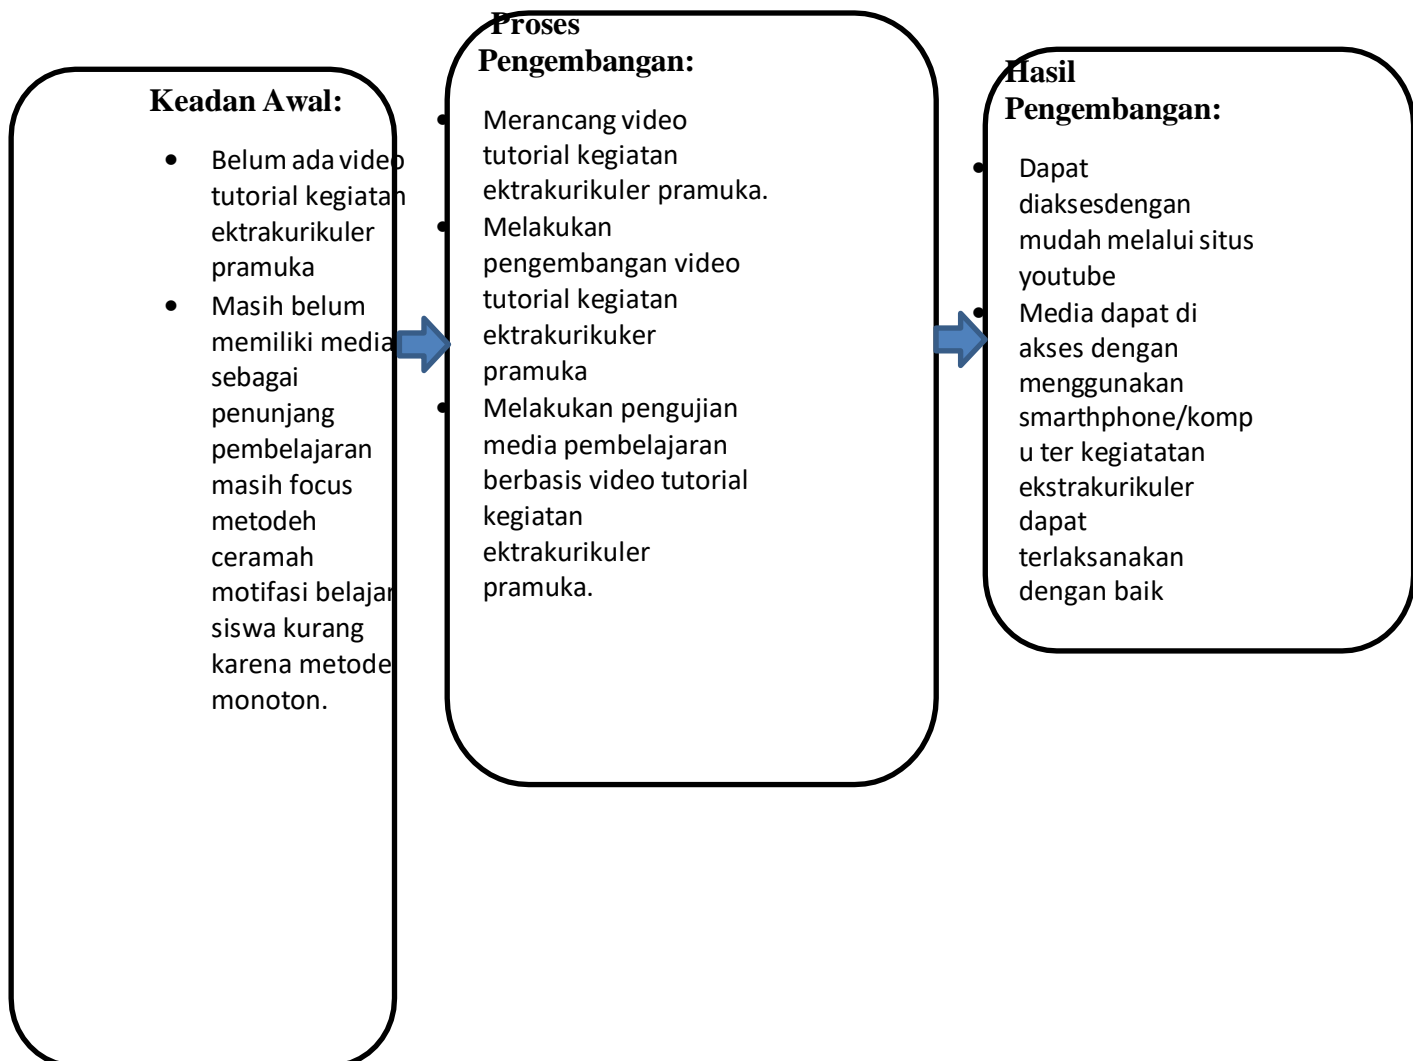 Keadan Awal:
• Belum ada video
tutorial kegiatan
ektrakurikuler
pramuka
• Masih belum
memiliki media
sebagai
penunjang
pembelajaran
masih focus
metodeh
ceramah
motifasi belajar
siswa kurang
karena metode
monoton.
Proses
Pengembangan:
• Merancang video
tutorial kegiatan
ektrakurikuler pramuka.
• Melakukan
pengembangan video
tutorial kegiatan
ektrakurikuker
pramuka
• Melakukan pengujian
media pembelajaran
berbasis video tutorial
kegiatan
ektrakurikuler
pramuka.
Hasil
Pengembangan:
• Dapat
diaksesdengan
mudah melalui situs
youtube
• Media dapat di
akses dengan
menggunakan
smarthphone/komp
u ter kegiatatan
ekstrakurikuler
dapat
terlaksanakan
dengan baik